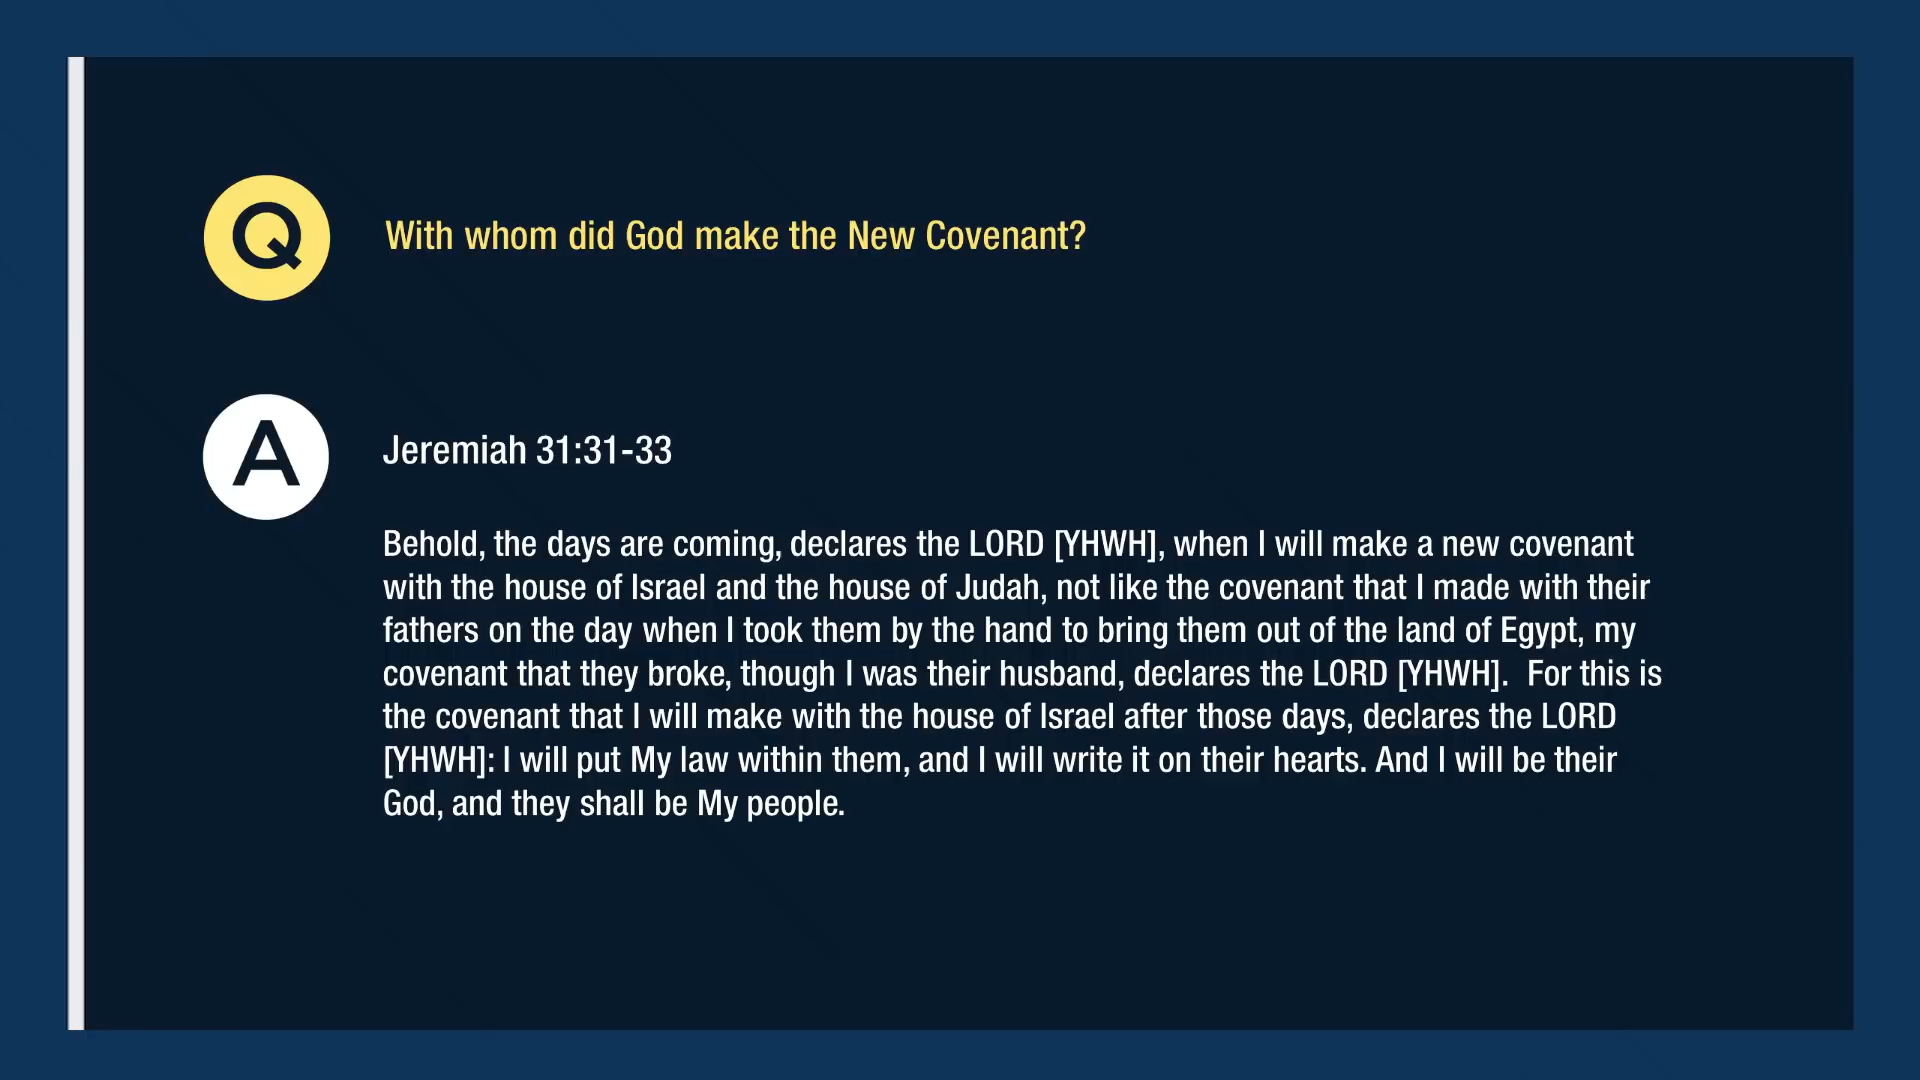 Q
With whom did God make the New Covenant?
A
Jeremiah 31:31-33
Behold, the days are coming, declares the LORD [YHWH], when I will make a new covenant
with the house of Israel and the house of Judah, not like the covenant that I made with their
fathers on the day when I took them by the hand to bring them out of the land of Egypt, my
covenant that they broke, though I was their husband, declares the LORD [YHWH].  For this is
the covenant that I will make with the house of Israel after those days, declares the LORD
[YHWH]: I will put My law within them, and I will write it on their hearts. And I will be their
God, and they shall be My people.